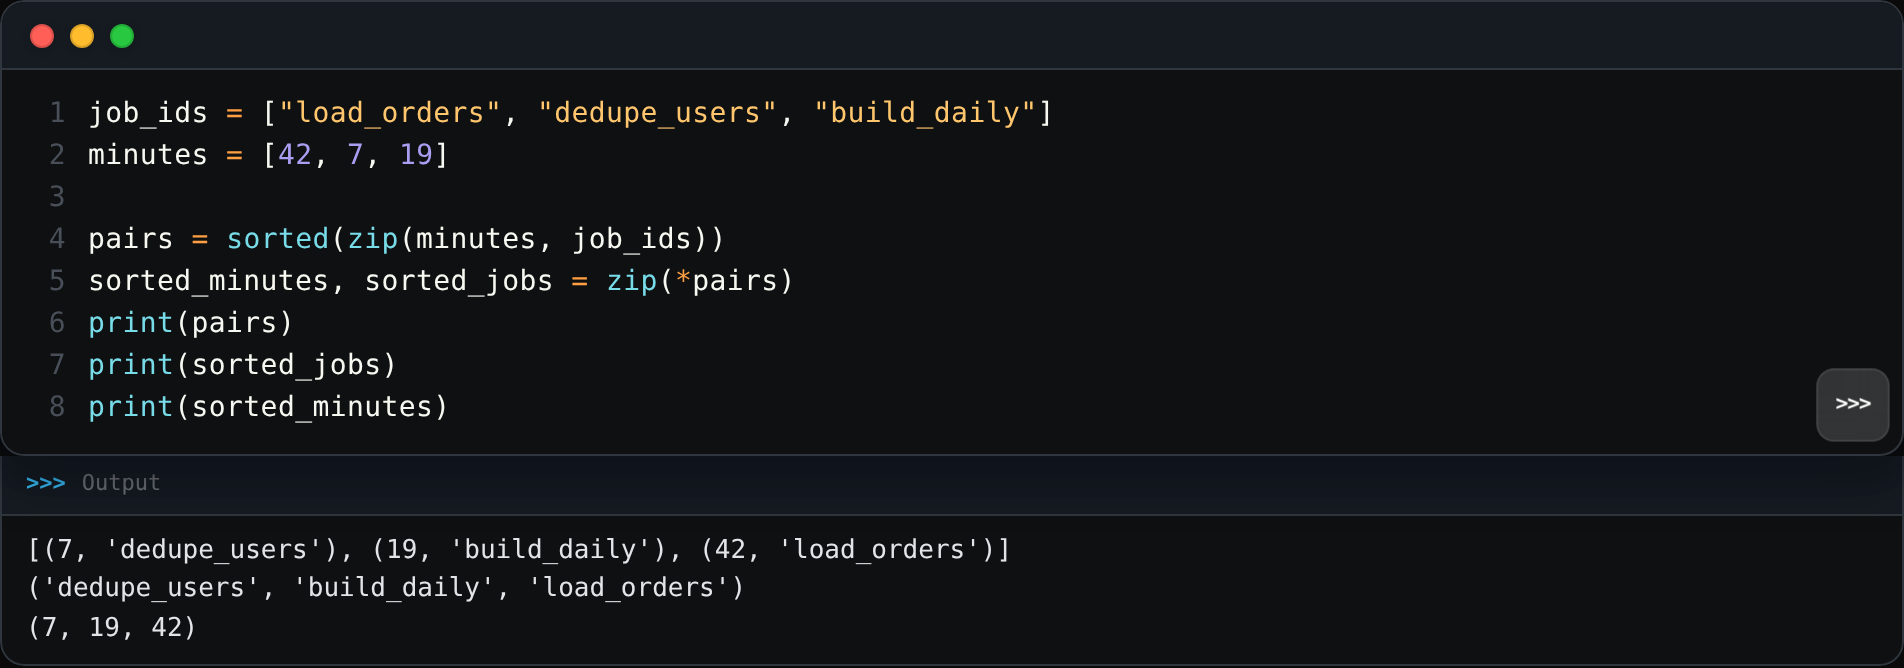 1 job_ids = ["load_orders", "dedupe_users", "build_daily"]
2 minutes = [42, 7, 19]
3
4 pairs = sorted(zip(minutes, job_ids))
5 sorted_minutes, sorted_jobs = zip(*pairs)
6 print(pairs)
7 print(sorted_jobs)
8 print(sorted_minutes)
>>>
>>> Output
[(7, 'dedupe_users'), (19, 'build_daily'), (42, 'load_orders')]
('dedupe_users', 'build_daily', 'load_orders')
(7, 19, 42)